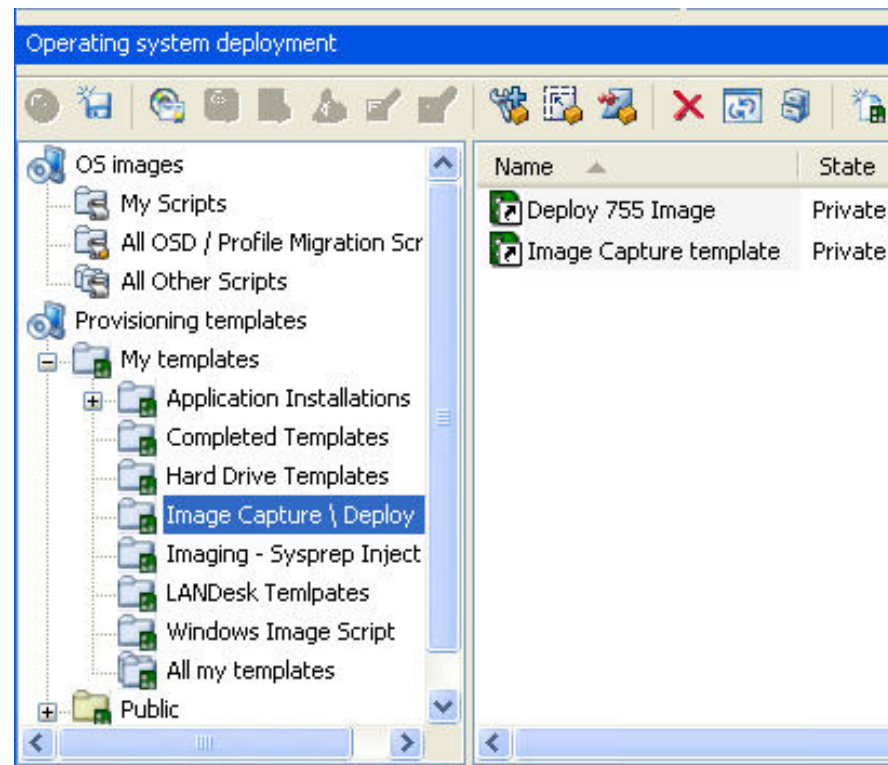 Operating system deployment
OS images
My Scripts
All OSD / Profile Migration Scr
All Other Scripts
Provisioning templates
My templates
Application Installations
Completed Templates
Hard Drive Templates
Image Capture \ Deploy
Imaging - Sysprep Inject
LANDesk Temlpates
Windows Image Script
All my templates
Public
Name State
Deploy 755 Image Private
Image Capture template Private